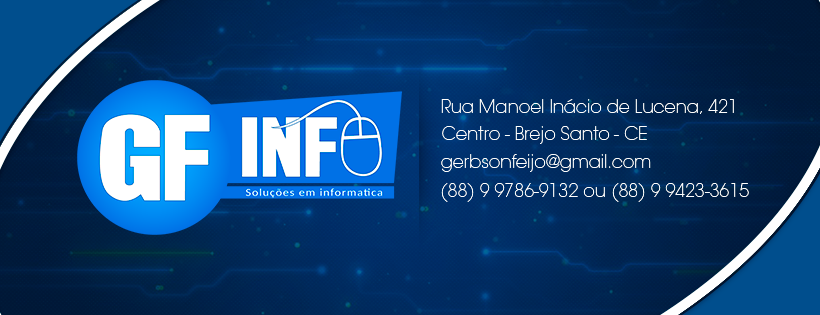 GF INFO
Soluções em informatica
Rua Manoel Inácio de Lucena, 421
Centro - Brejo Santo - CE
gerbsonfeijo@gmail.com
(88) 9 9786-9132 ou (88) 9 9423-3615